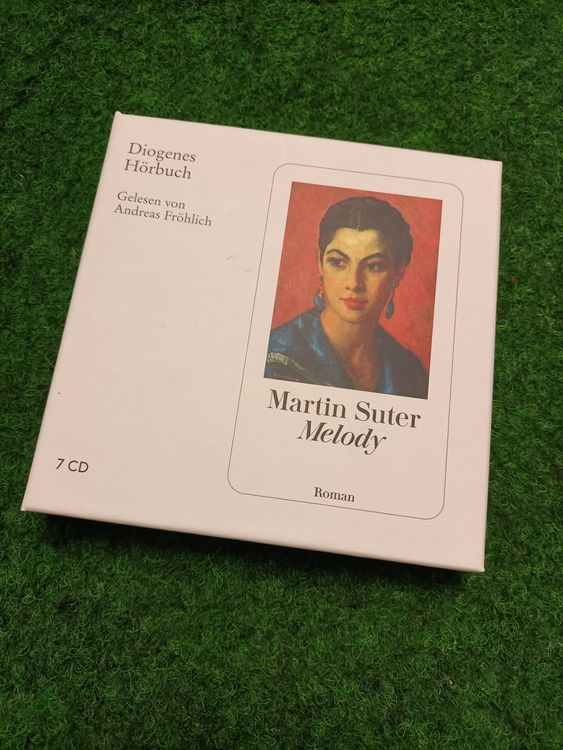 Diogenes
Hörbuch
Gelesen von
Andreas Fröhlich
Martin Suter
Melody
Roman
7 CD